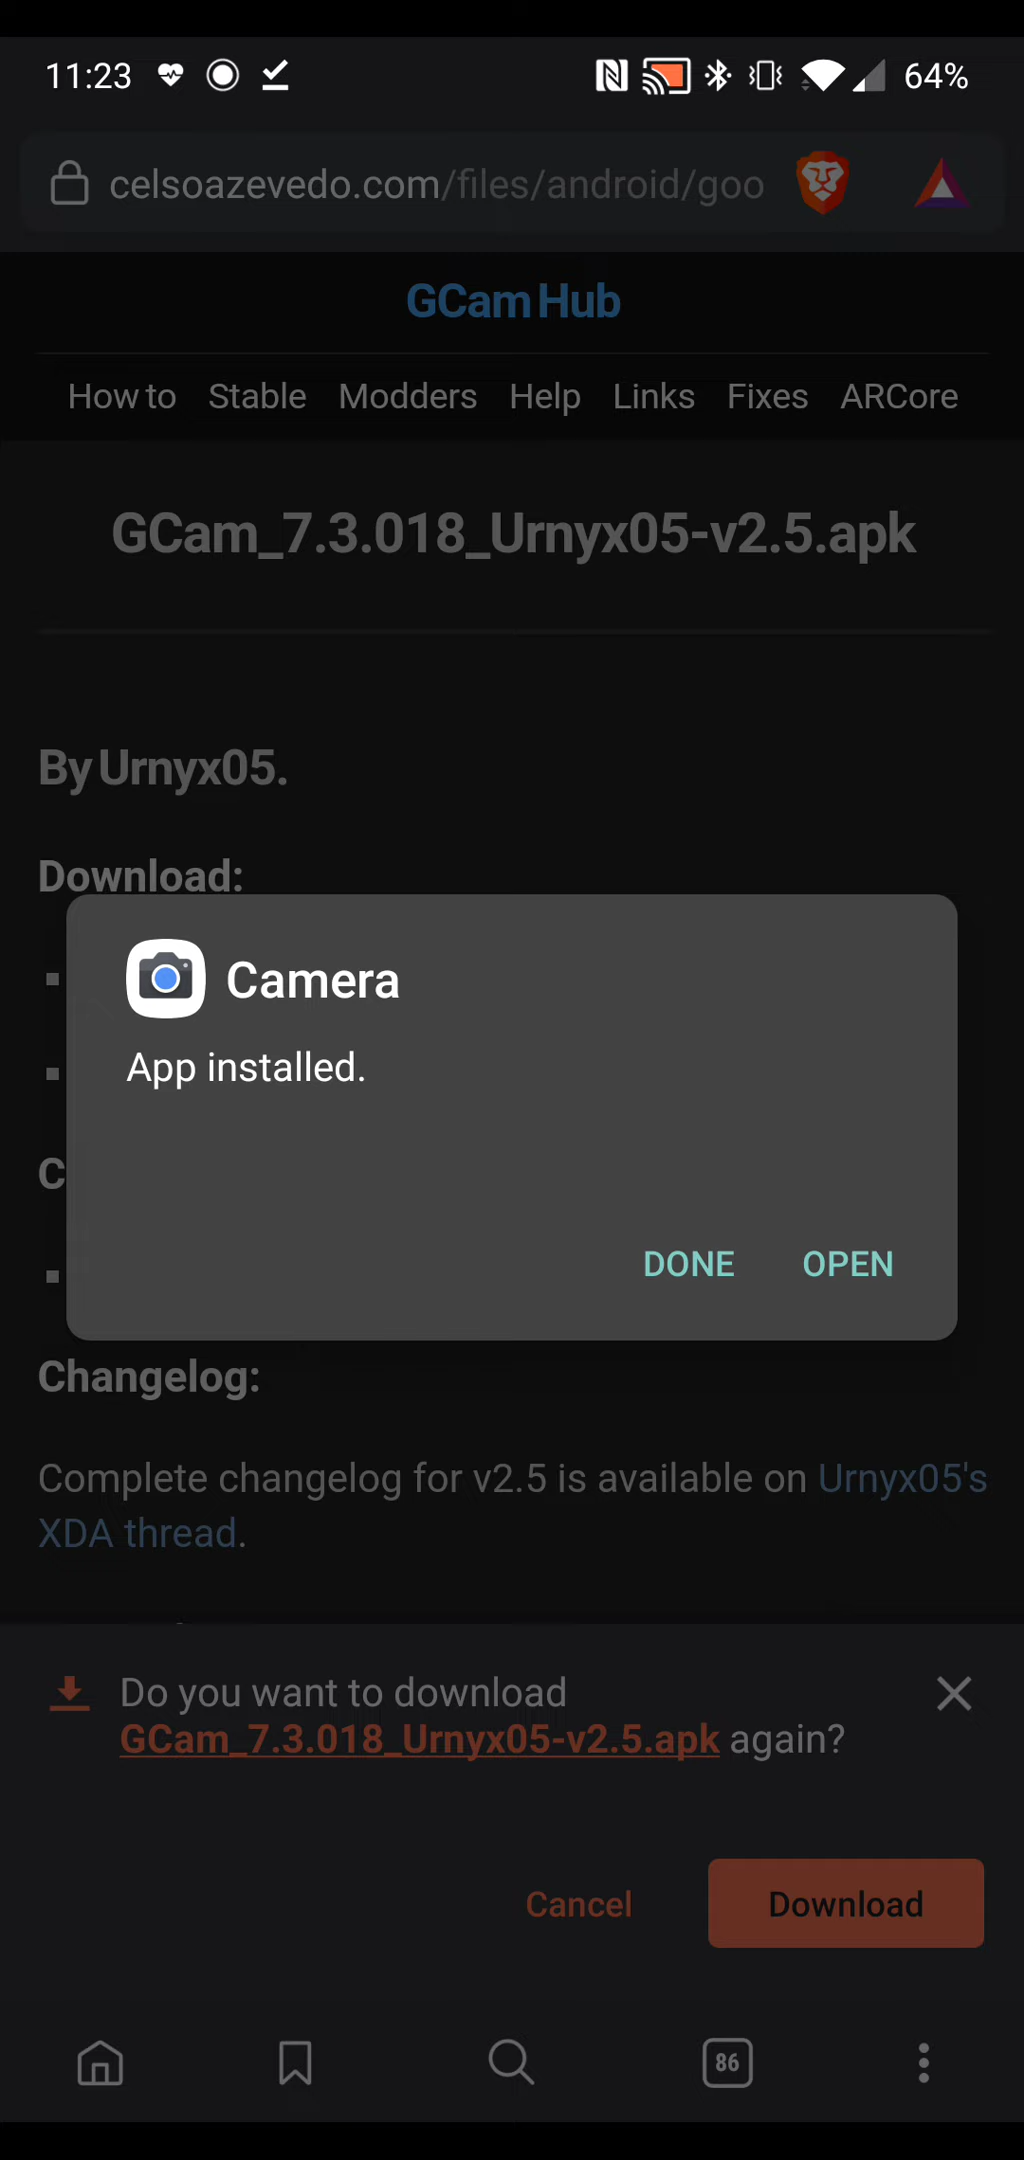 11:23
64%
celsoazevedo.com/files/android/goo
GCam Hub
How to Stable Modders Help Links Fixes ARCore
GCam_7.3.018_Urnyx05-v2.5.apk
By Urnyx05.
Download:
Camera
App installed.
C
DONE OPEN
Changelog:
Complete changelog for v2.5 is available on Urnyx05's
XDA thread.
Do you want to download
GCam_7.3.018_Urnyx05-v2.5.apk again?
Cancel Download
86